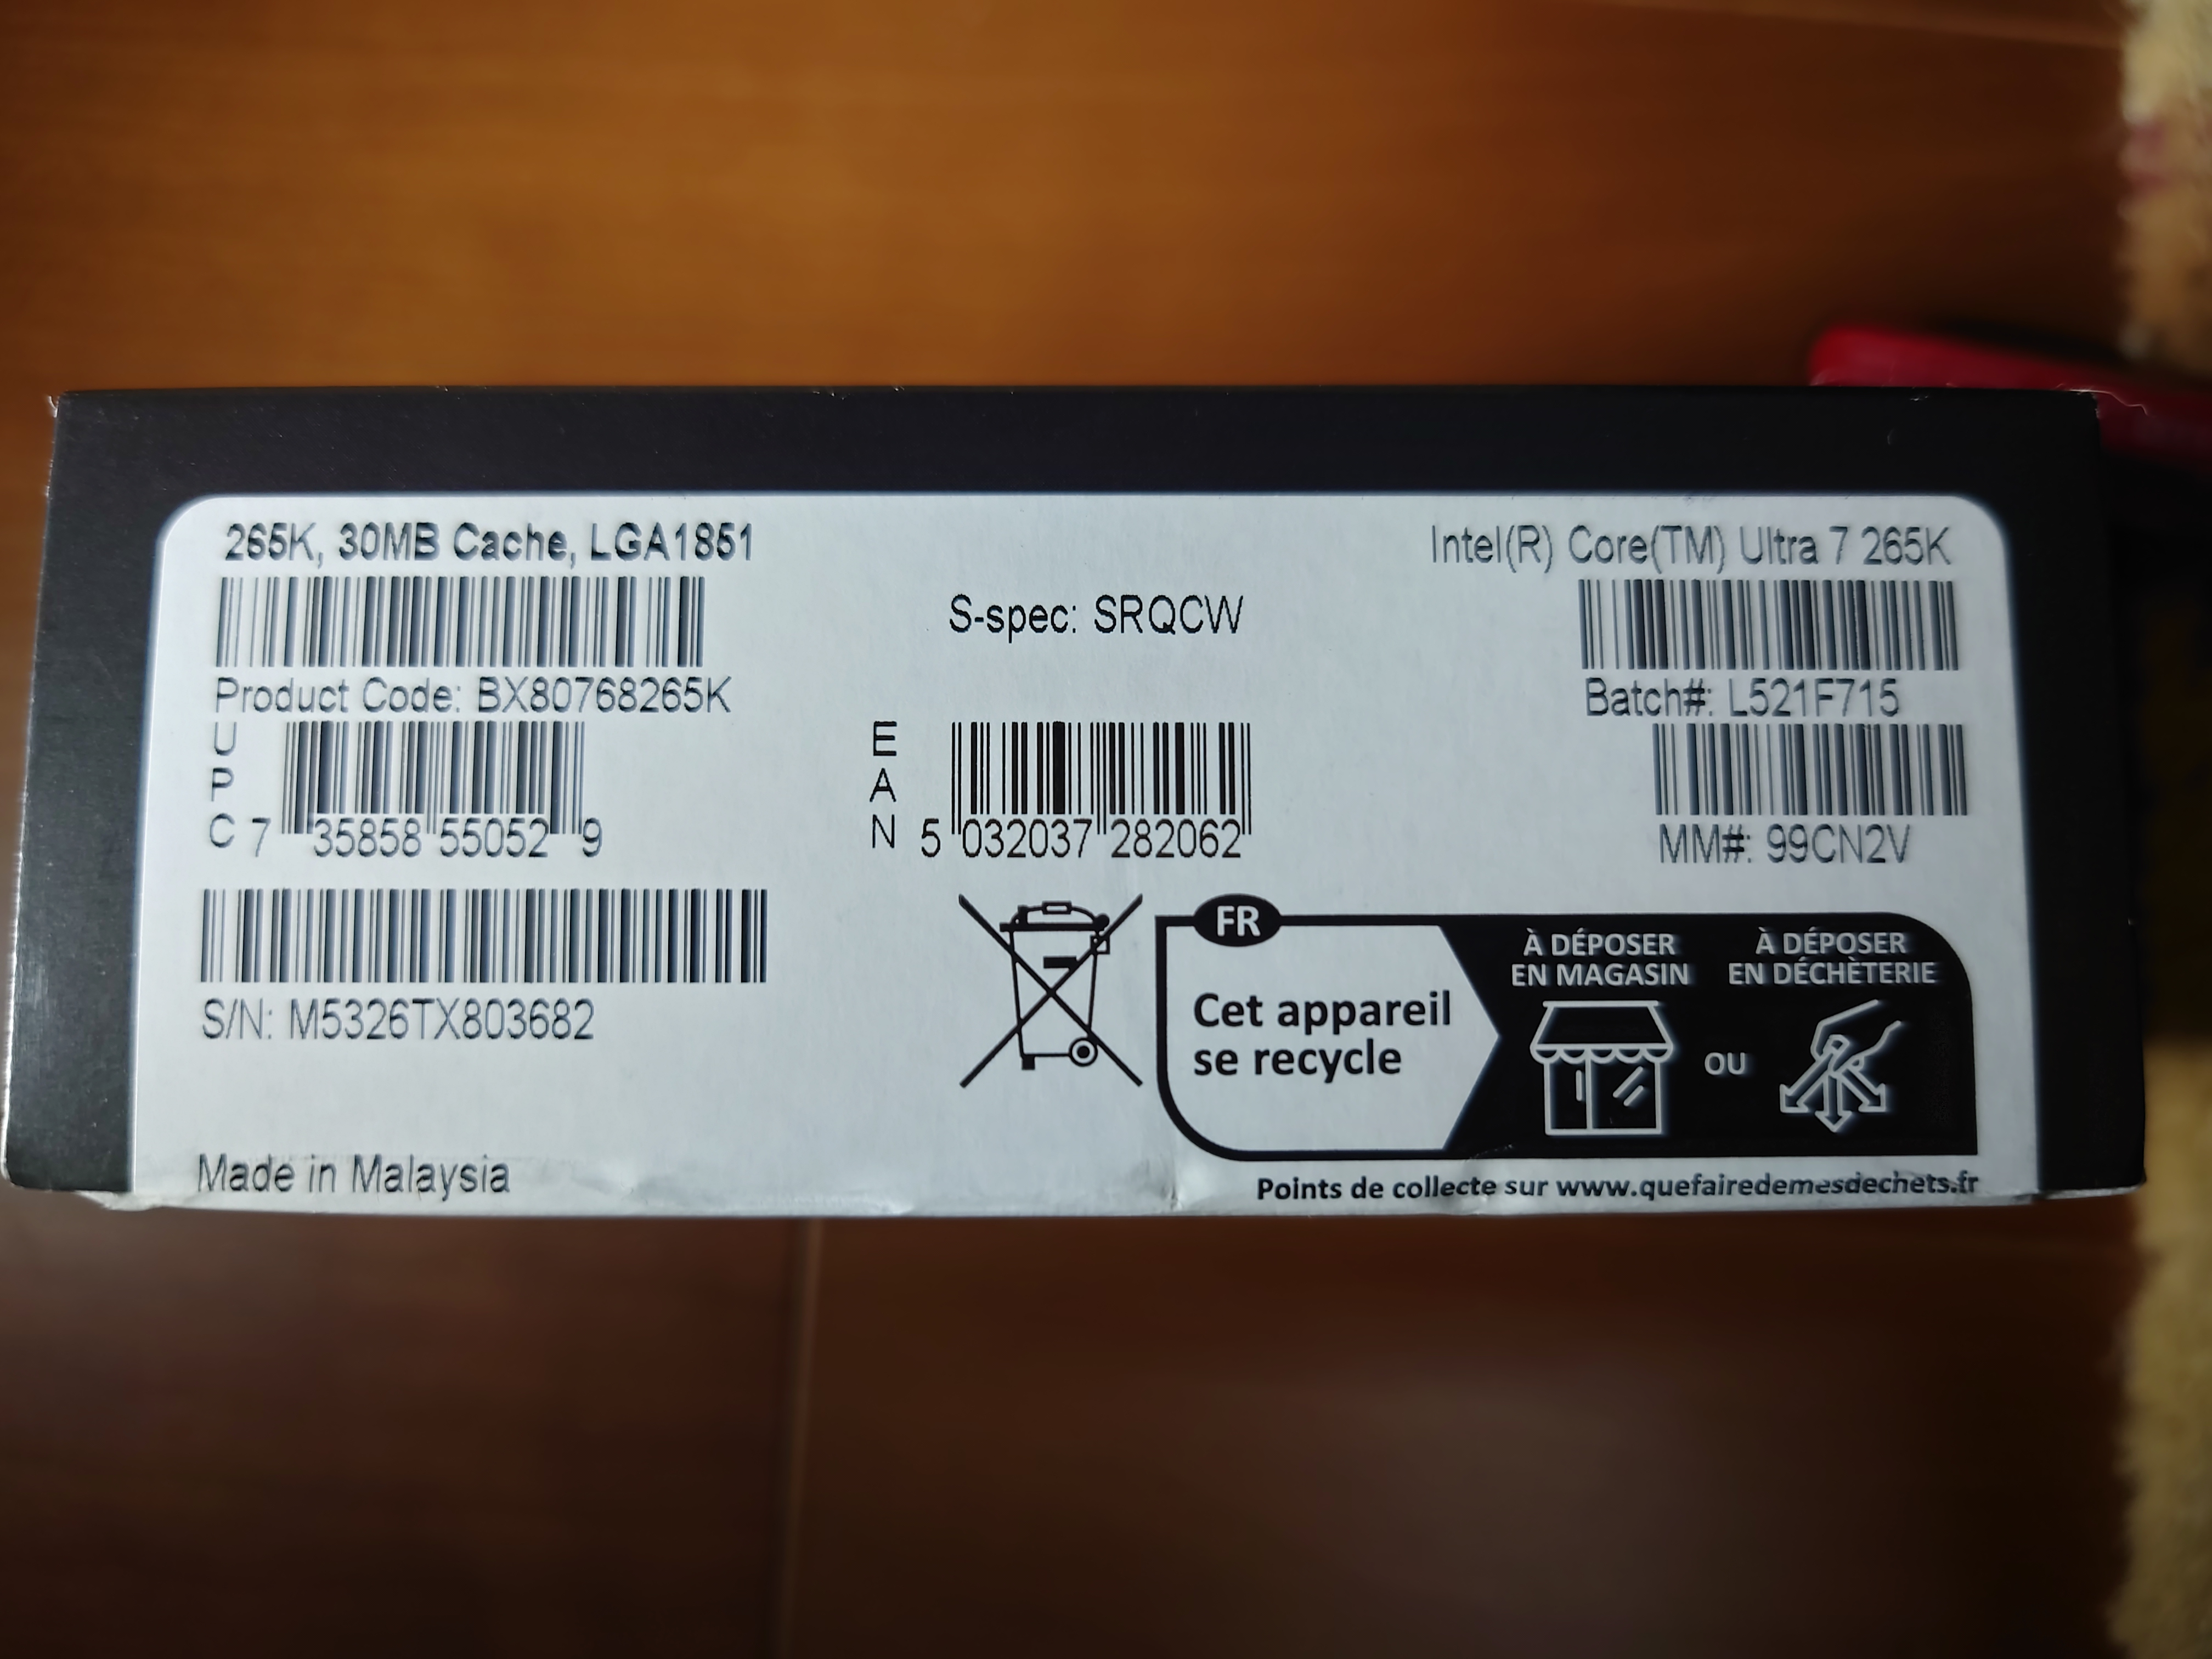 265K, 30MB Cache, LGA1851
Intel(R) Core(TM) Ultra 7 265K
S-spec: SRQCW
Product Code: BX80768265K
Batch#: L521F715
UPC
7 35858 55052 9
EAN
5 032037 282062
MM#: 99CN2V
S/N: M5326TX803682
FR
Cet appareil
se recycle
À DÉPOSER
EN MAGASIN
OU
À DÉPOSER
EN DÉCHÈTERIE
Made in Malaysia
Points de collecte sur www.quefairedemesdechets.fr